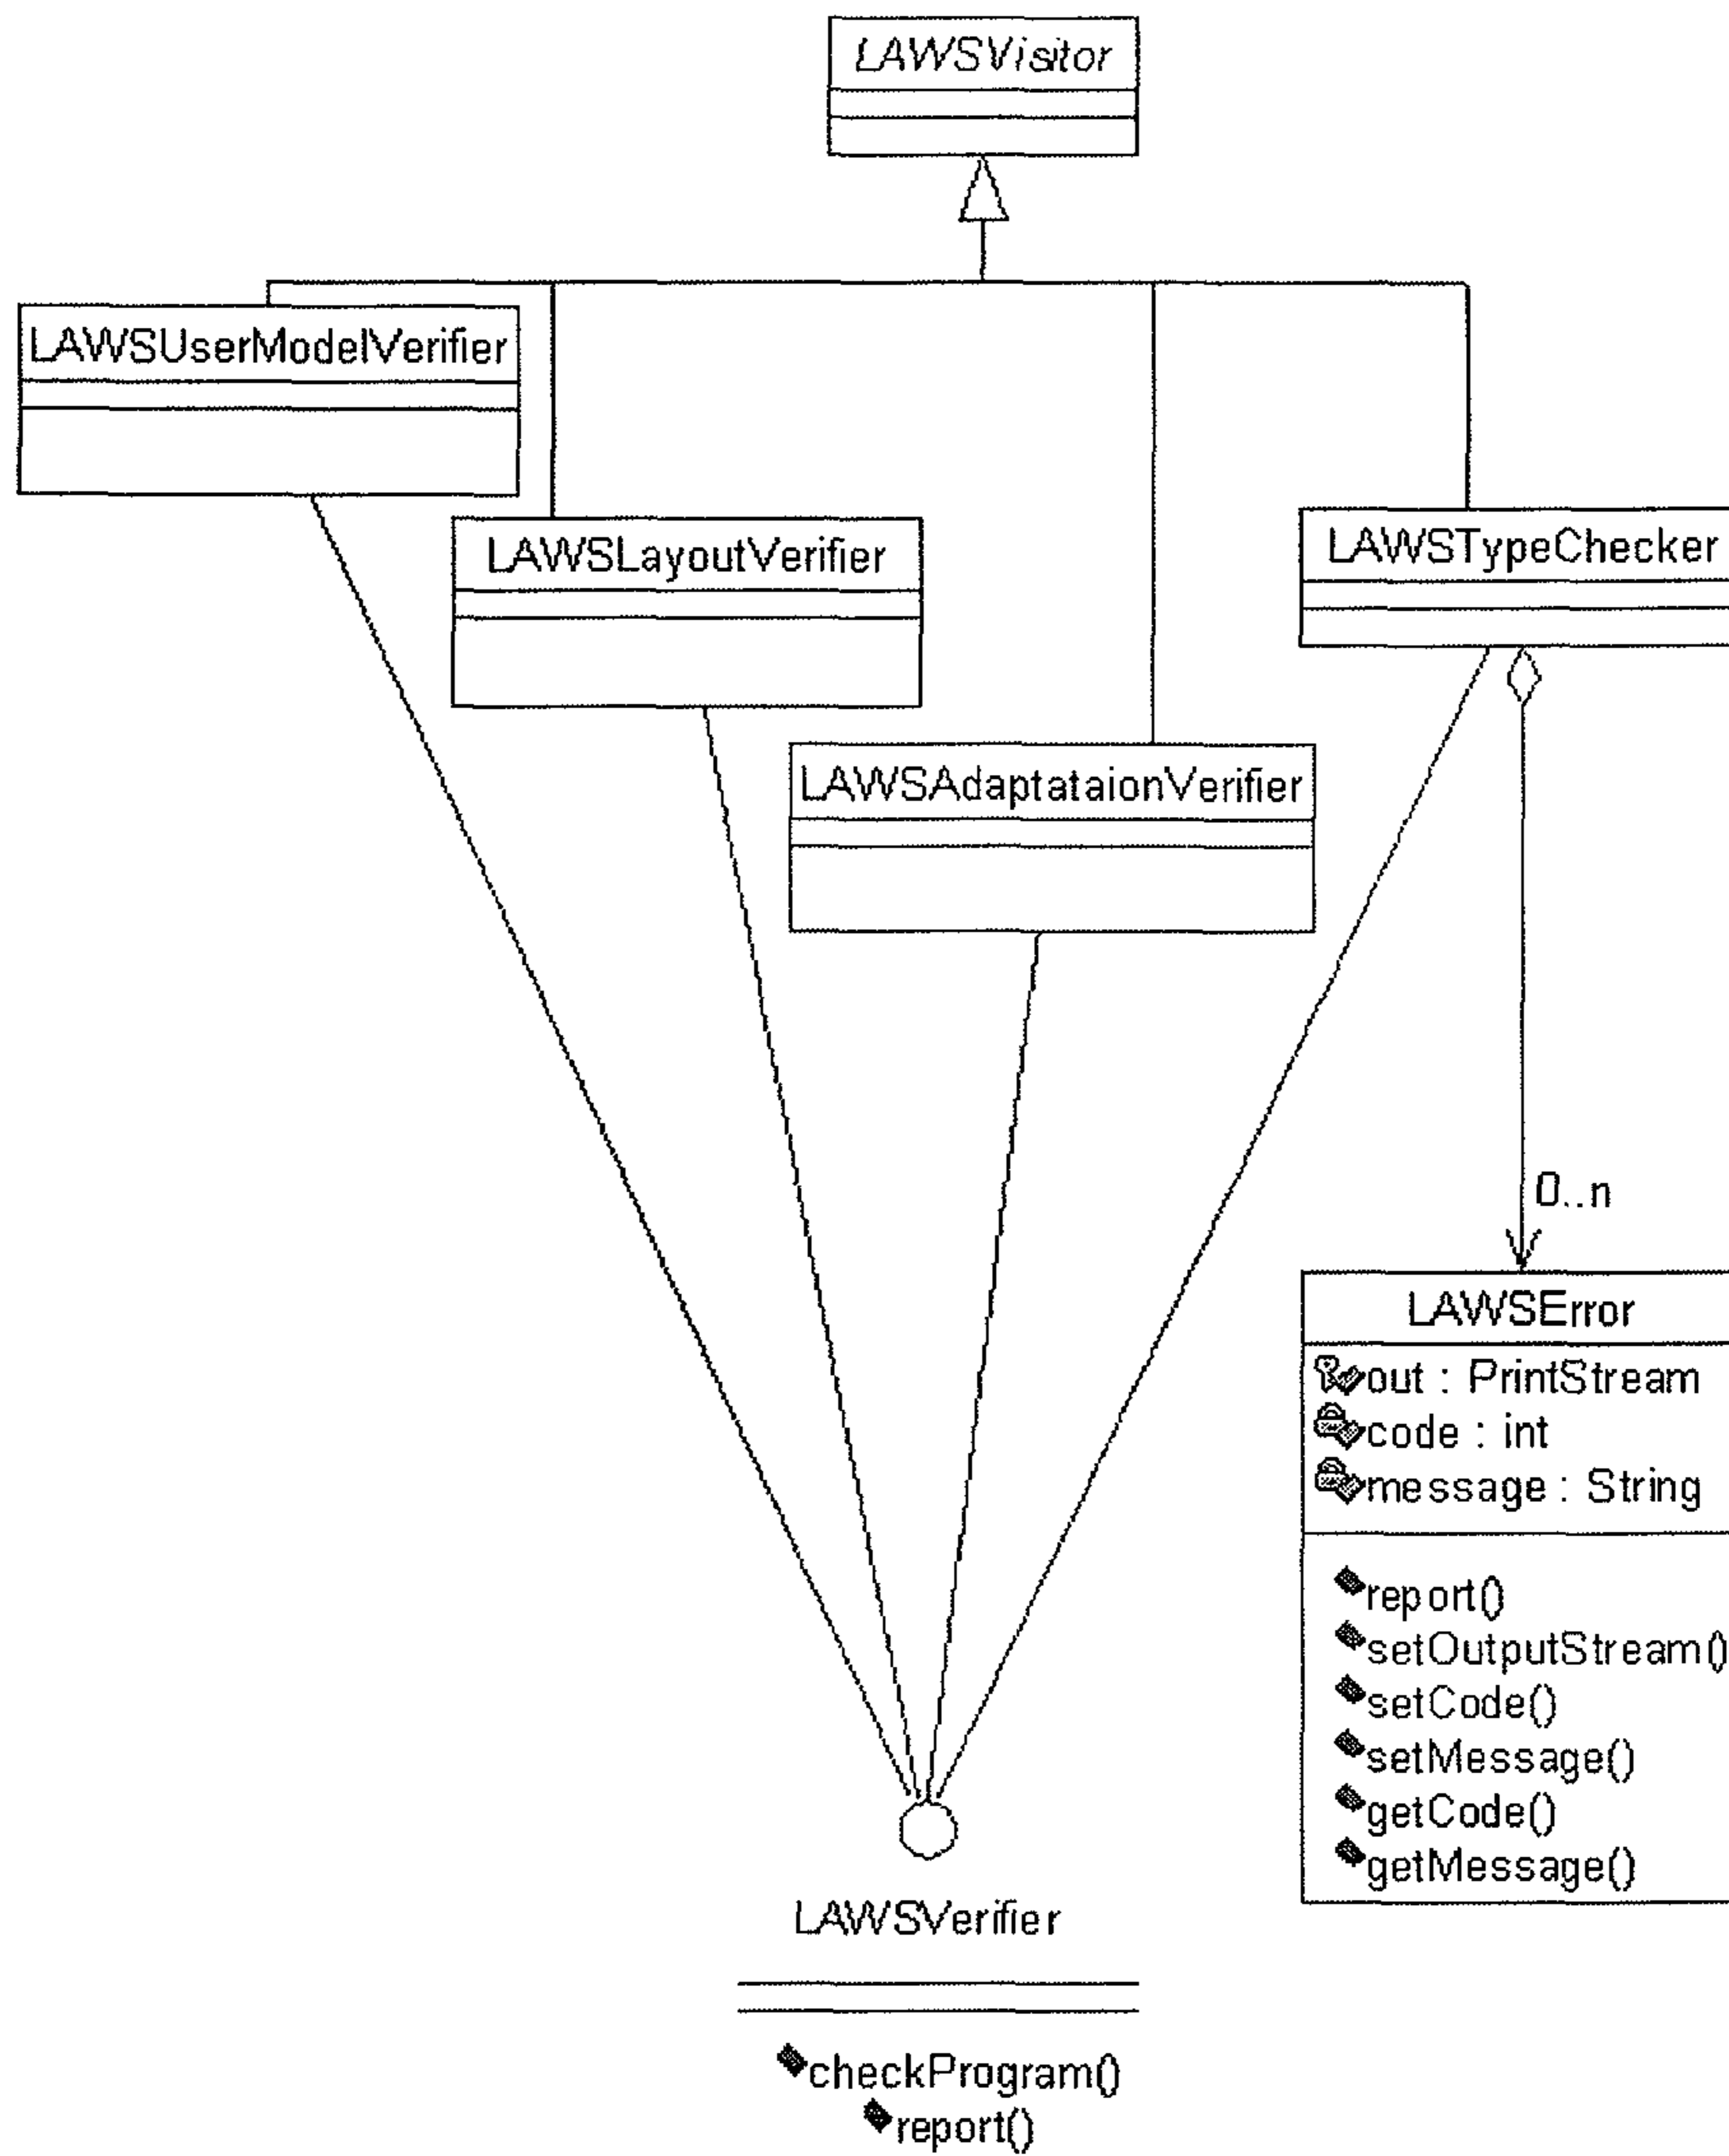 LAWSVisitor
LAWSUserModelVerifier
LAWSLayoutVerifier
LAWSTypeChecker
LAWSAdaptataionVerifier
0..n
LAWSError
out : PrintStream
code : int
message : String
report()
setOutputStream()
setCode()
setMessage()
getCode()
getMessage()
LAWSVerifier
checkProgram()
report()